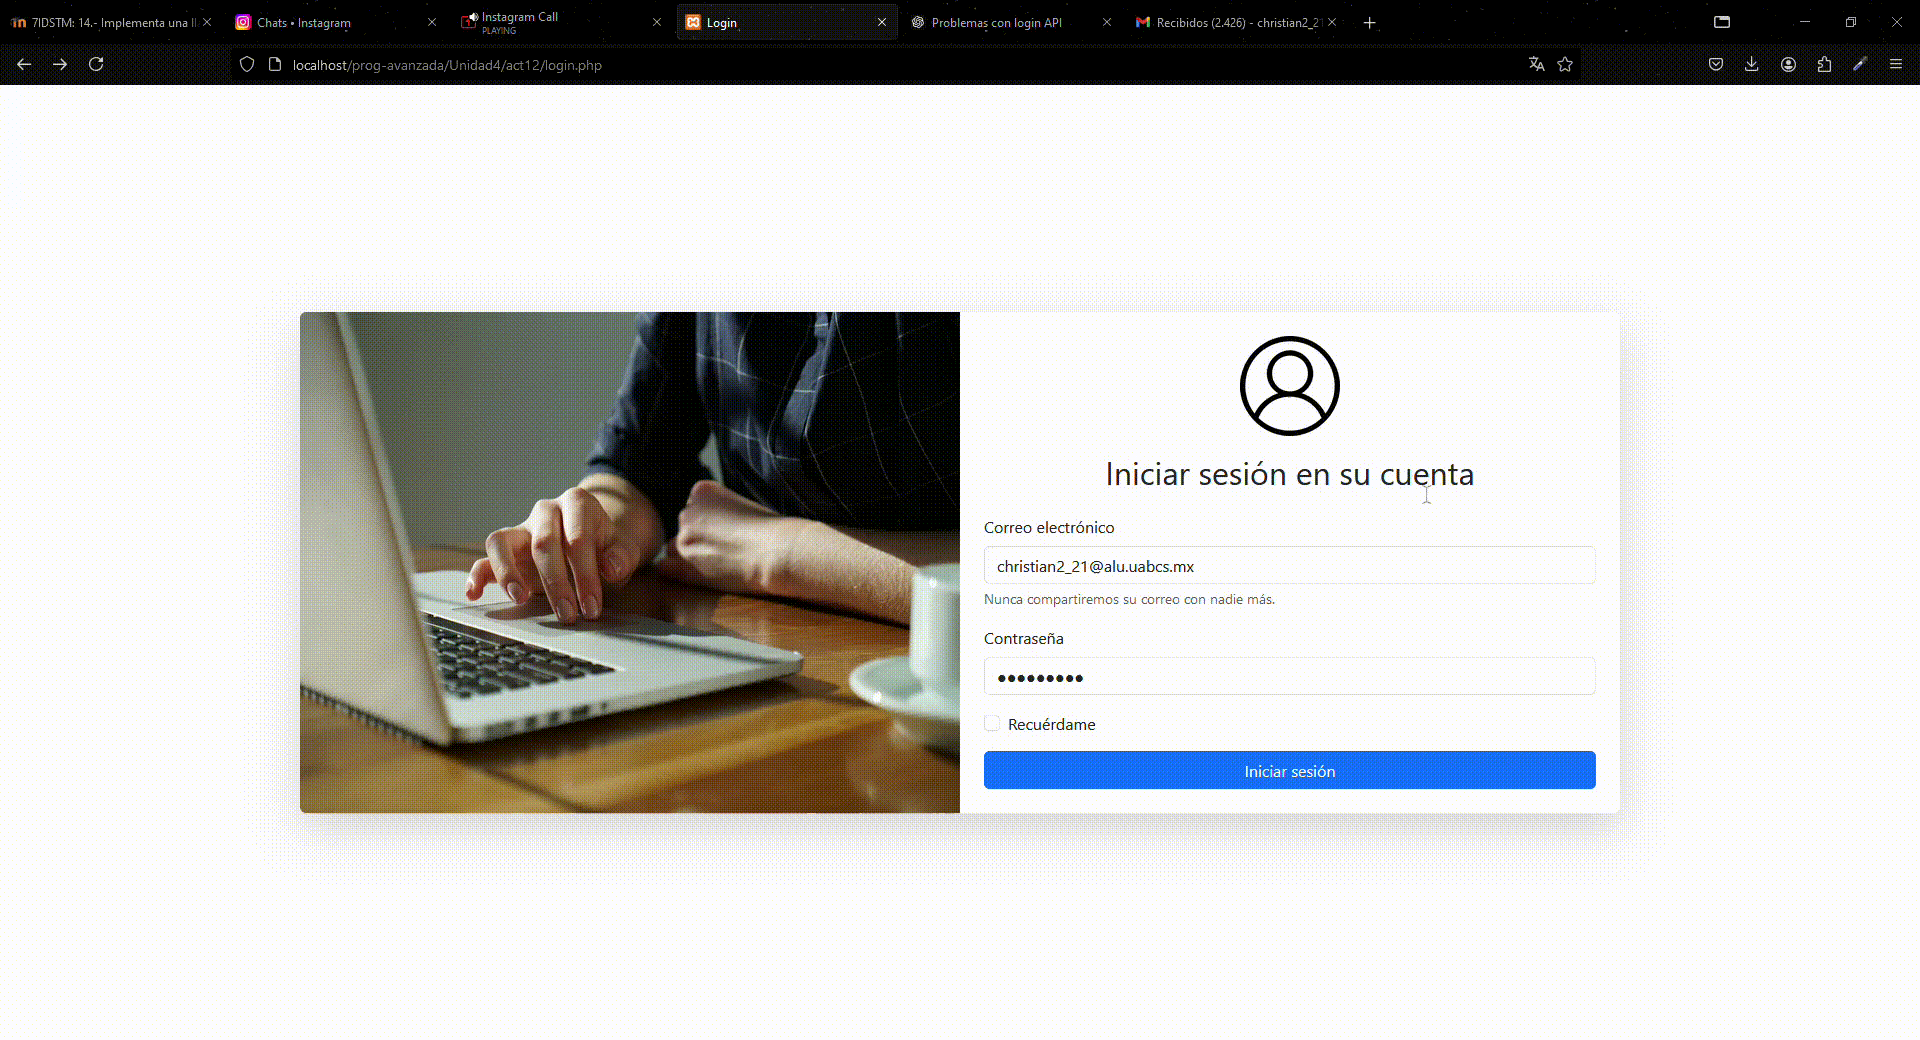 7IDSTM: 14.- Implementa una II
Chats • Instagram
Instagram Call
PLAYING
Login
Problemas con login API
Recibidos (2.426) - christian2_2
localhost/prog-avanzada/Unidad4/act12/login.php
Iniciar sesión en su cuenta
Correo electrónico
christian2_21@alu.uabcs.mx
Nunca compartiremos su correo con nadie más.
Contraseña
Recuérdame
Iniciar sesión